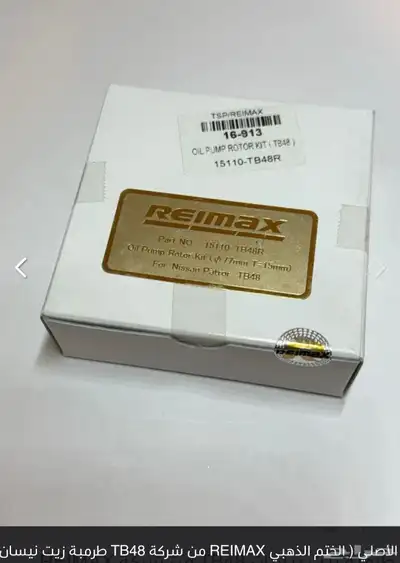 TSP/REIMAX
16-913
OIL PUMP ROTOR KIT ( TB48 )
15110-TB48R
REIMAX
Part No. 15110-TB48R
Oil Pump Rotor Kit
For Nissan Patrol TB48
REIMAX
الأصلي ( الختم الذهبي REIMAX من شركة TB48 طرمبة زيت نيسان